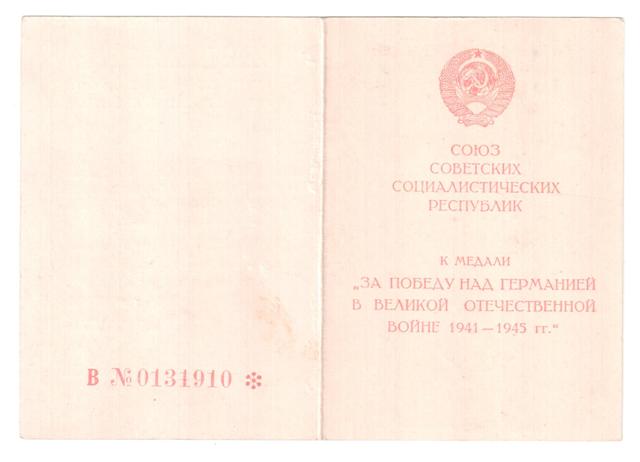 В №0131910 *
СОЮЗ
СОВЕТСКИХ
СОЦИАЛИСТИЧЕСКИХ
РЕСПУБЛИК
К МЕДАЛИ
„ЗА ПОБЕДУ НАД ГЕРМАНИЕЙ
В ВЕЛИКОЙ ОТЕЧЕСТВЕННОЙ
ВОЙНЕ 1941—1945 гг.“